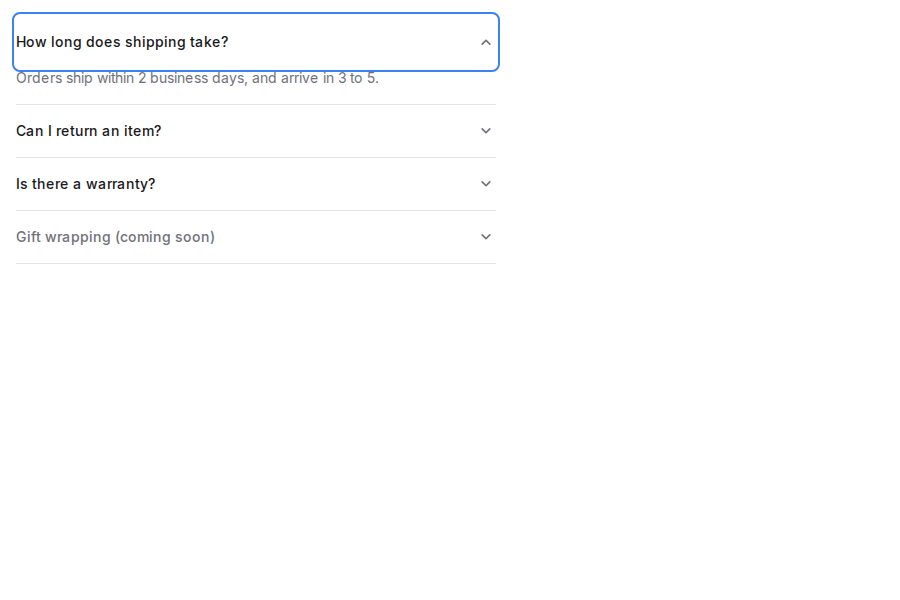 How long does shipping take?
Orders ship within 2 business days, and arrive in 3 to 5.
Can I return an item?
Is there a warranty?
Gift wrapping (coming soon)